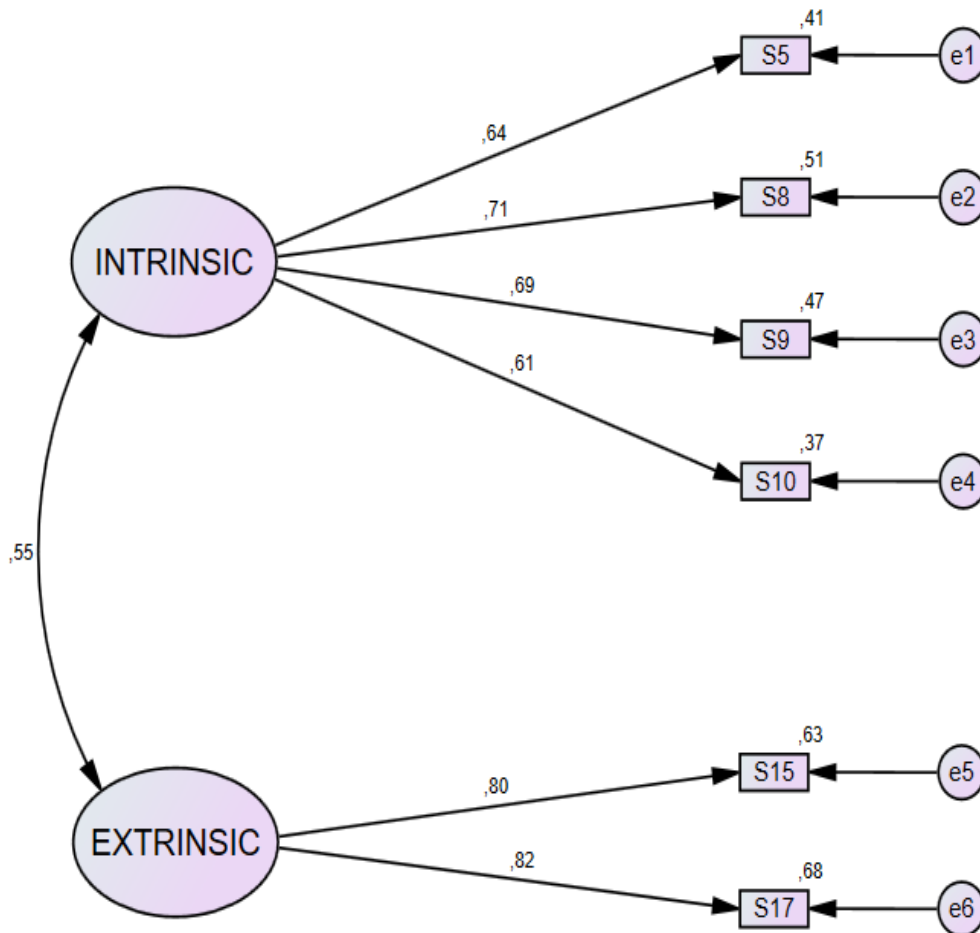 ,41
S5
e1
,64
,51
S8
e2
,71
INTRINSIC
,69
,47
S9
e3
,61
,37
S10
e4
,55
,63
S15
e5
,80
EXTRINSIC
,82
,68
S17
e6